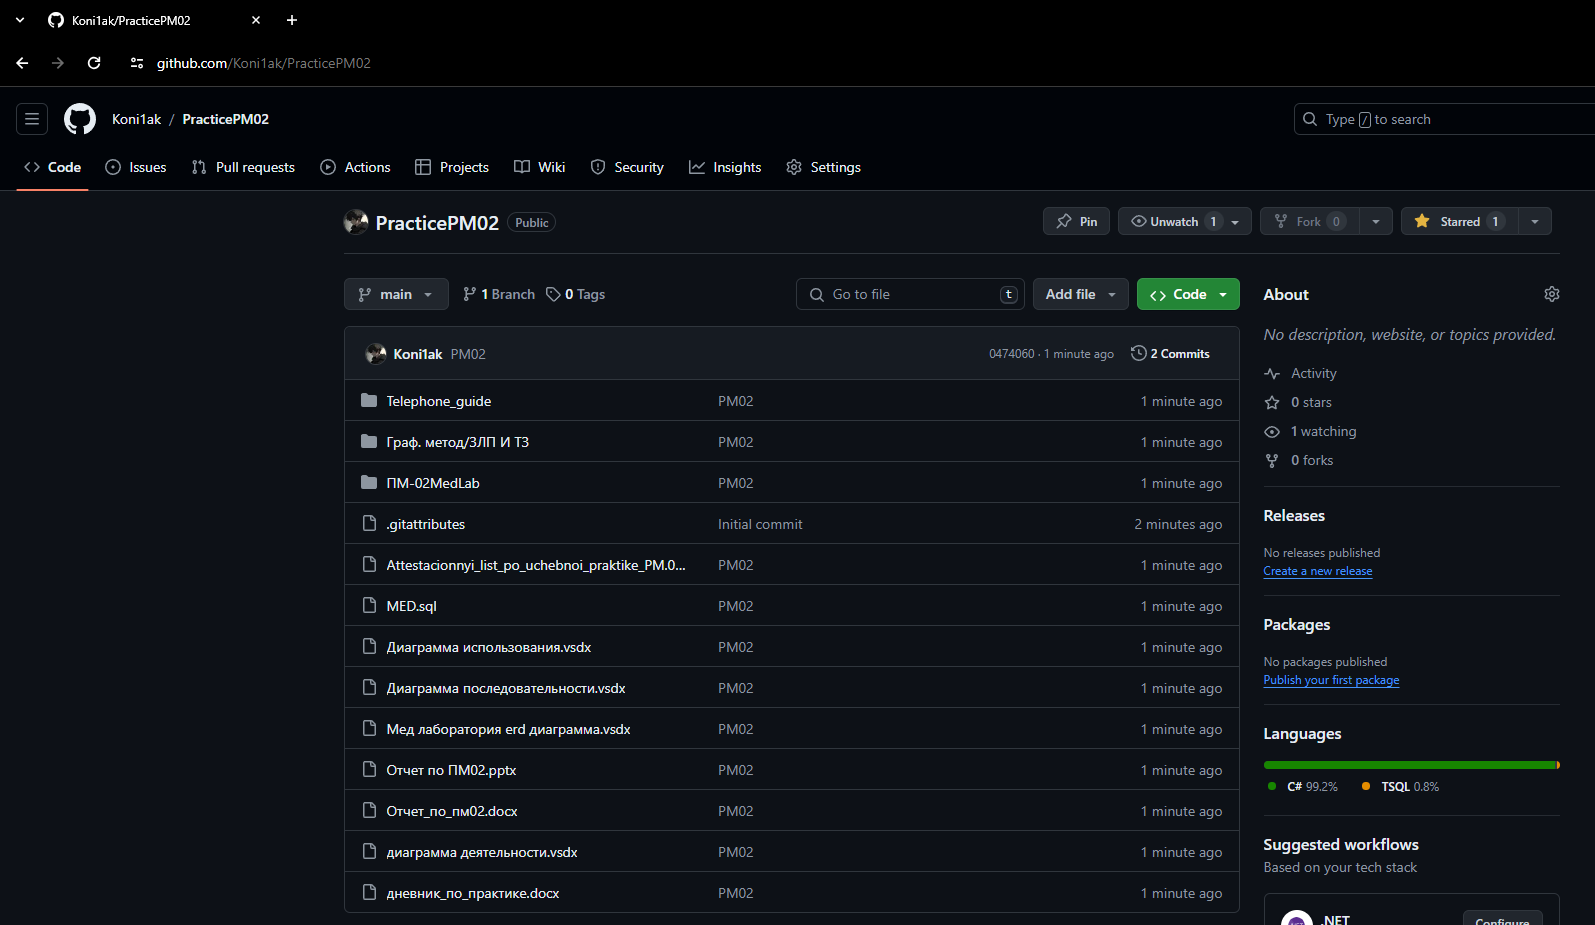 Koni1ak/PracticePM02
github.com/Koni1ak/PracticePM02
Koni1ak / PracticePM02
Type / to search
Code Issues Pull requests Actions Projects Wiki Security Insights Settings
PracticePM02 Public
Pin Unwatch 1 Fork 0 Starred 1
main 1 Branch 0 Tags Go to file t Add file Code
Koni1ak PM02 0474060 · 1 minute ago 2 Commits
Telephone_guide PM02 1 minute ago
Граф. метод/ЗЛП И ТЗ PM02 1 minute ago
ПМ-02MedLab PM02 1 minute ago
.gitattributes Initial commit 2 minutes ago
Attestacionnyi_list_po_uchebnoi_praktike_PM.0... PM02 1 minute ago
MED.sql PM02 1 minute ago
Диаграмма использования.vsdx PM02 1 minute ago
Диаграмма последовательности.vsdx PM02 1 minute ago
Мед лаборатория erd диаграмма.vsdx PM02 1 minute ago
Отчет по ПМ02.pptx PM02 1 minute ago
Отчет_по_пм02.docx PM02 1 minute ago
диаграмма деятельности.vsdx PM02 1 minute ago
дневник_по_практике.docx PM02 1 minute ago
About
No description, website, or topics provided.
Activity
0 stars
1 watching
0 forks
Releases
No releases published
Create a new release
Packages
No packages published
Publish your first package
Languages
C# 99.2% TSQL 0.8%
Suggested workflows
Based on your tech stack
.NET Configure